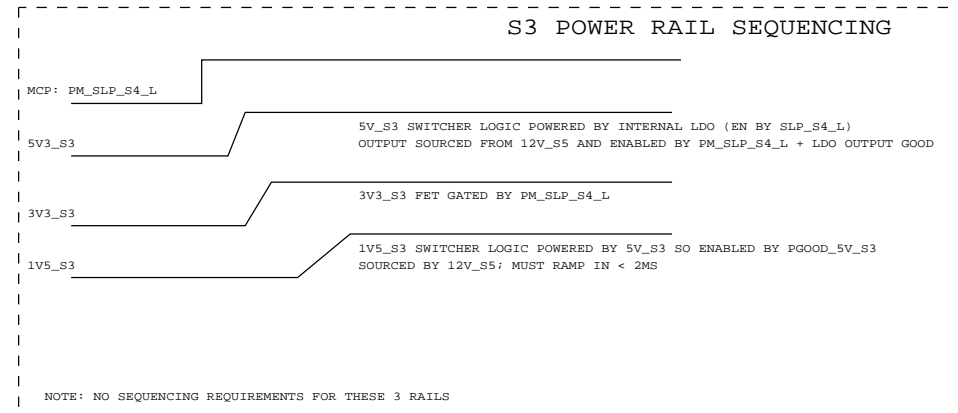 S3 POWER RAIL SEQUENCING
MCP: PM_SLP_S4_L
5V_S3 SWITCHER LOGIC POWERED BY INTERNAL LDO (EN BY SLP_S4_L)
5V3_S3
OUTPUT SOURCED FROM 12V_S5 AND ENABLED BY PM_SLP_S4_L + LDO OUTPUT GOOD
3V3_S3 FET GATED BY PM_SLP_S4_L
3V3_S3
1V5_S3 SWITCHER LOGIC POWERED BY 5V_S3 SO ENABLED BY PGOOD_5V_S3
1V5_S3
SOURCED BY 12V_S5; MUST RAMP IN < 2MS
NOTE: NO SEQUENCING REQUIREMENTS FOR THESE 3 RAILS